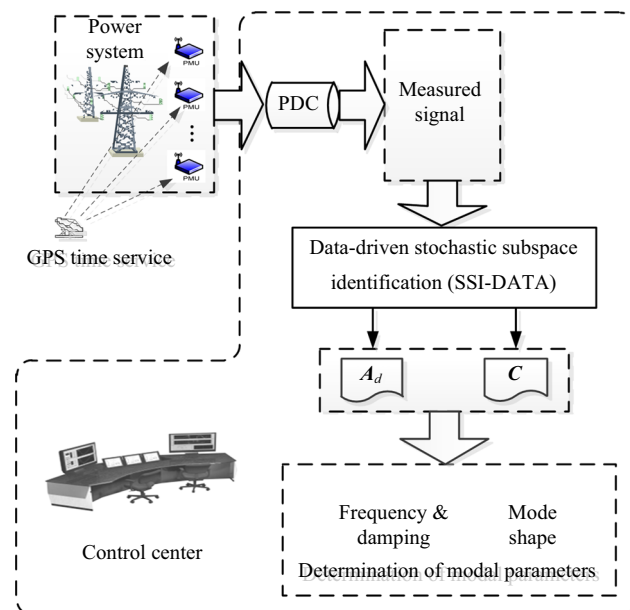 Power
system
PMU
PMU
⋮
PMU
GPS time service
PDC
Measured
signal
Data-driven stochastic subspace
identification (SSI-DATA)
A_d
C
Control center
Frequency &
damping
Mode
shape
Determination of modal parameters